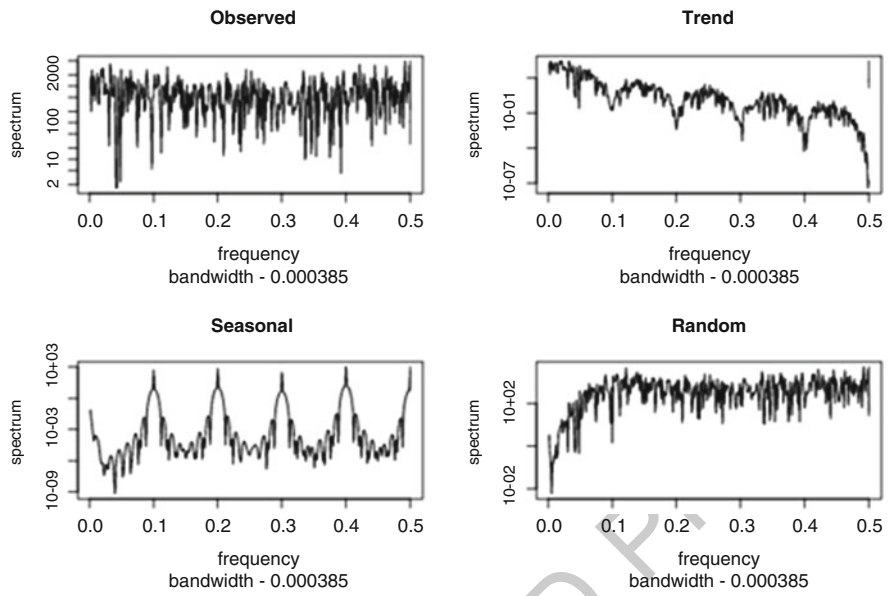 Observed
Trend
spectrum
2 10 100 2000
0.0 0.1 0.2 0.3 0.4 0.5
frequency
bandwidth - 0.000385
spectrum
10-07 10-01
0.0 0.1 0.2 0.3 0.4 0.5
frequency
bandwidth - 0.000385
Seasonal
Random
spectrum
10-09 10-03 10+03
0.0 0.1 0.2 0.3 0.4 0.5
frequency
bandwidth - 0.000385
spectrum
10-02 10+02
0.0 0.1 0.2 0.3 0.4 0.5
frequency
bandwidth - 0.000385